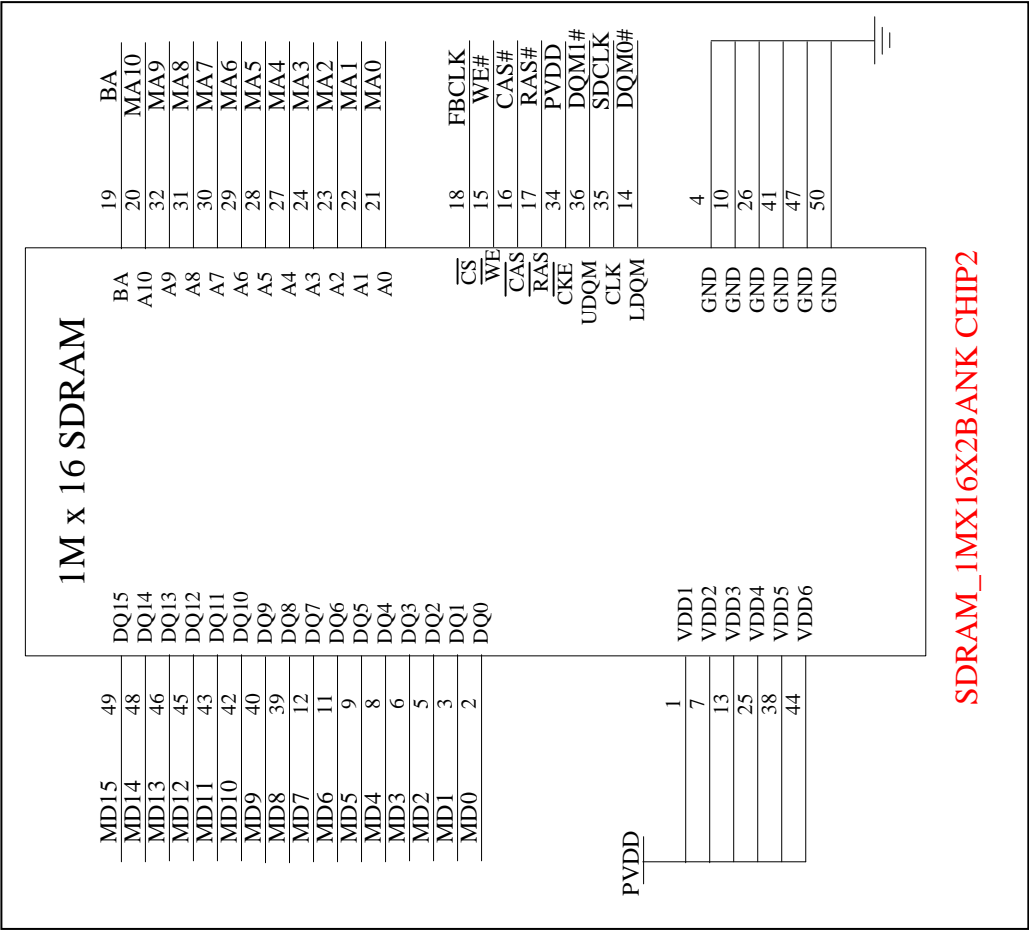 1M x 16 SDRAM
MD15 49 DQ15 BA 19 BA
MD14 48 DQ14 A10 20 MA10
MD13 46 DQ13 A9 32 MA9
MD12 45 DQ12 A8 31 MA8
MD11 43 DQ11 A7 30 MA7
MD10 42 DQ10 A6 29 MA6
MD9 40 DQ9 A5 28 MA5
MD8 39 DQ8 A4 27 MA4
MD7 12 DQ7 A3 24 MA3
MD6 11 DQ6 A2 23 MA2
MD5 9 DQ5 A1 22 MA1
MD4 8 DQ4 A0 21 MA0
MD3 6 DQ3
MD2 5 DQ2
MD1 3 DQ1 CS 18 FBCLK
MD0 2 DQ0 WE 15 WE#
CAS 16 CAS#
RAS 17 RAS#
CKE 34 PVDD
UDQM 36 DQM1#
CLK 35 SDCLK
LDQM 14 DQM0#
PVDD
1 VDD1 GND 4
7 VDD2 GND 10
13 VDD3 GND 26
25 VDD4 GND 41
38 VDD5 GND 47
44 VDD6 GND 50
SDRAM_1MX16X2BANK CHIP2